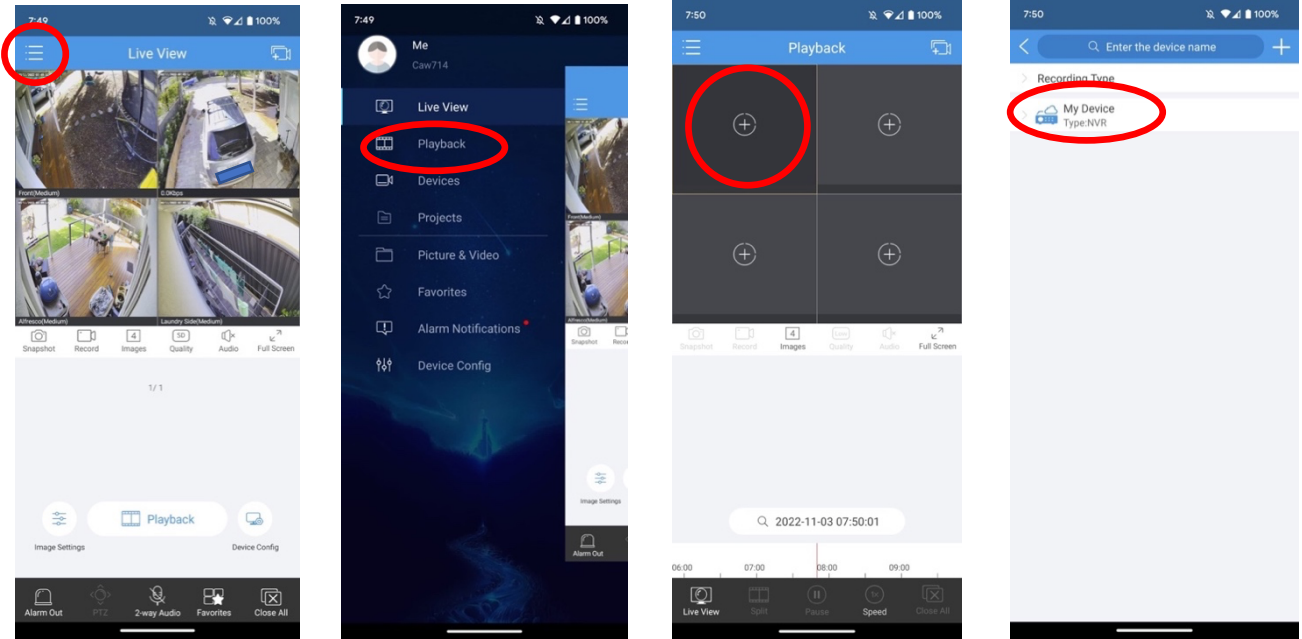 7:49
100%
Live View
Front(Medium)
0.0Kbps
Alfresco(Medium)
Laundry Side(Medium)
4
SD
Snapshot
Record
Images
Quality
Audio
Full Screen
1/ 1
Playback
Image Settings
Device Config
Alarm Out
PTZ
2-way Audio
Favorites
Close All
7:49
100%
Me
Caw714
Live View
Playback
Devices
Projects
Picture & Video
Favorites
Alarm Notifications
Device Config
Snapshot
Image Settings
Alarm Out
7:50
100%
Playback
4
Snapshot
Record
Images
Quality
Audio
Full Screen
2022-11-03 07:50:01
06:00
07:00
08:00
09:00
1x
Live View
Split
Pause
Speed
Close All
7:50
100%
Enter the device name
Recording Type
My Device
Type:NVR